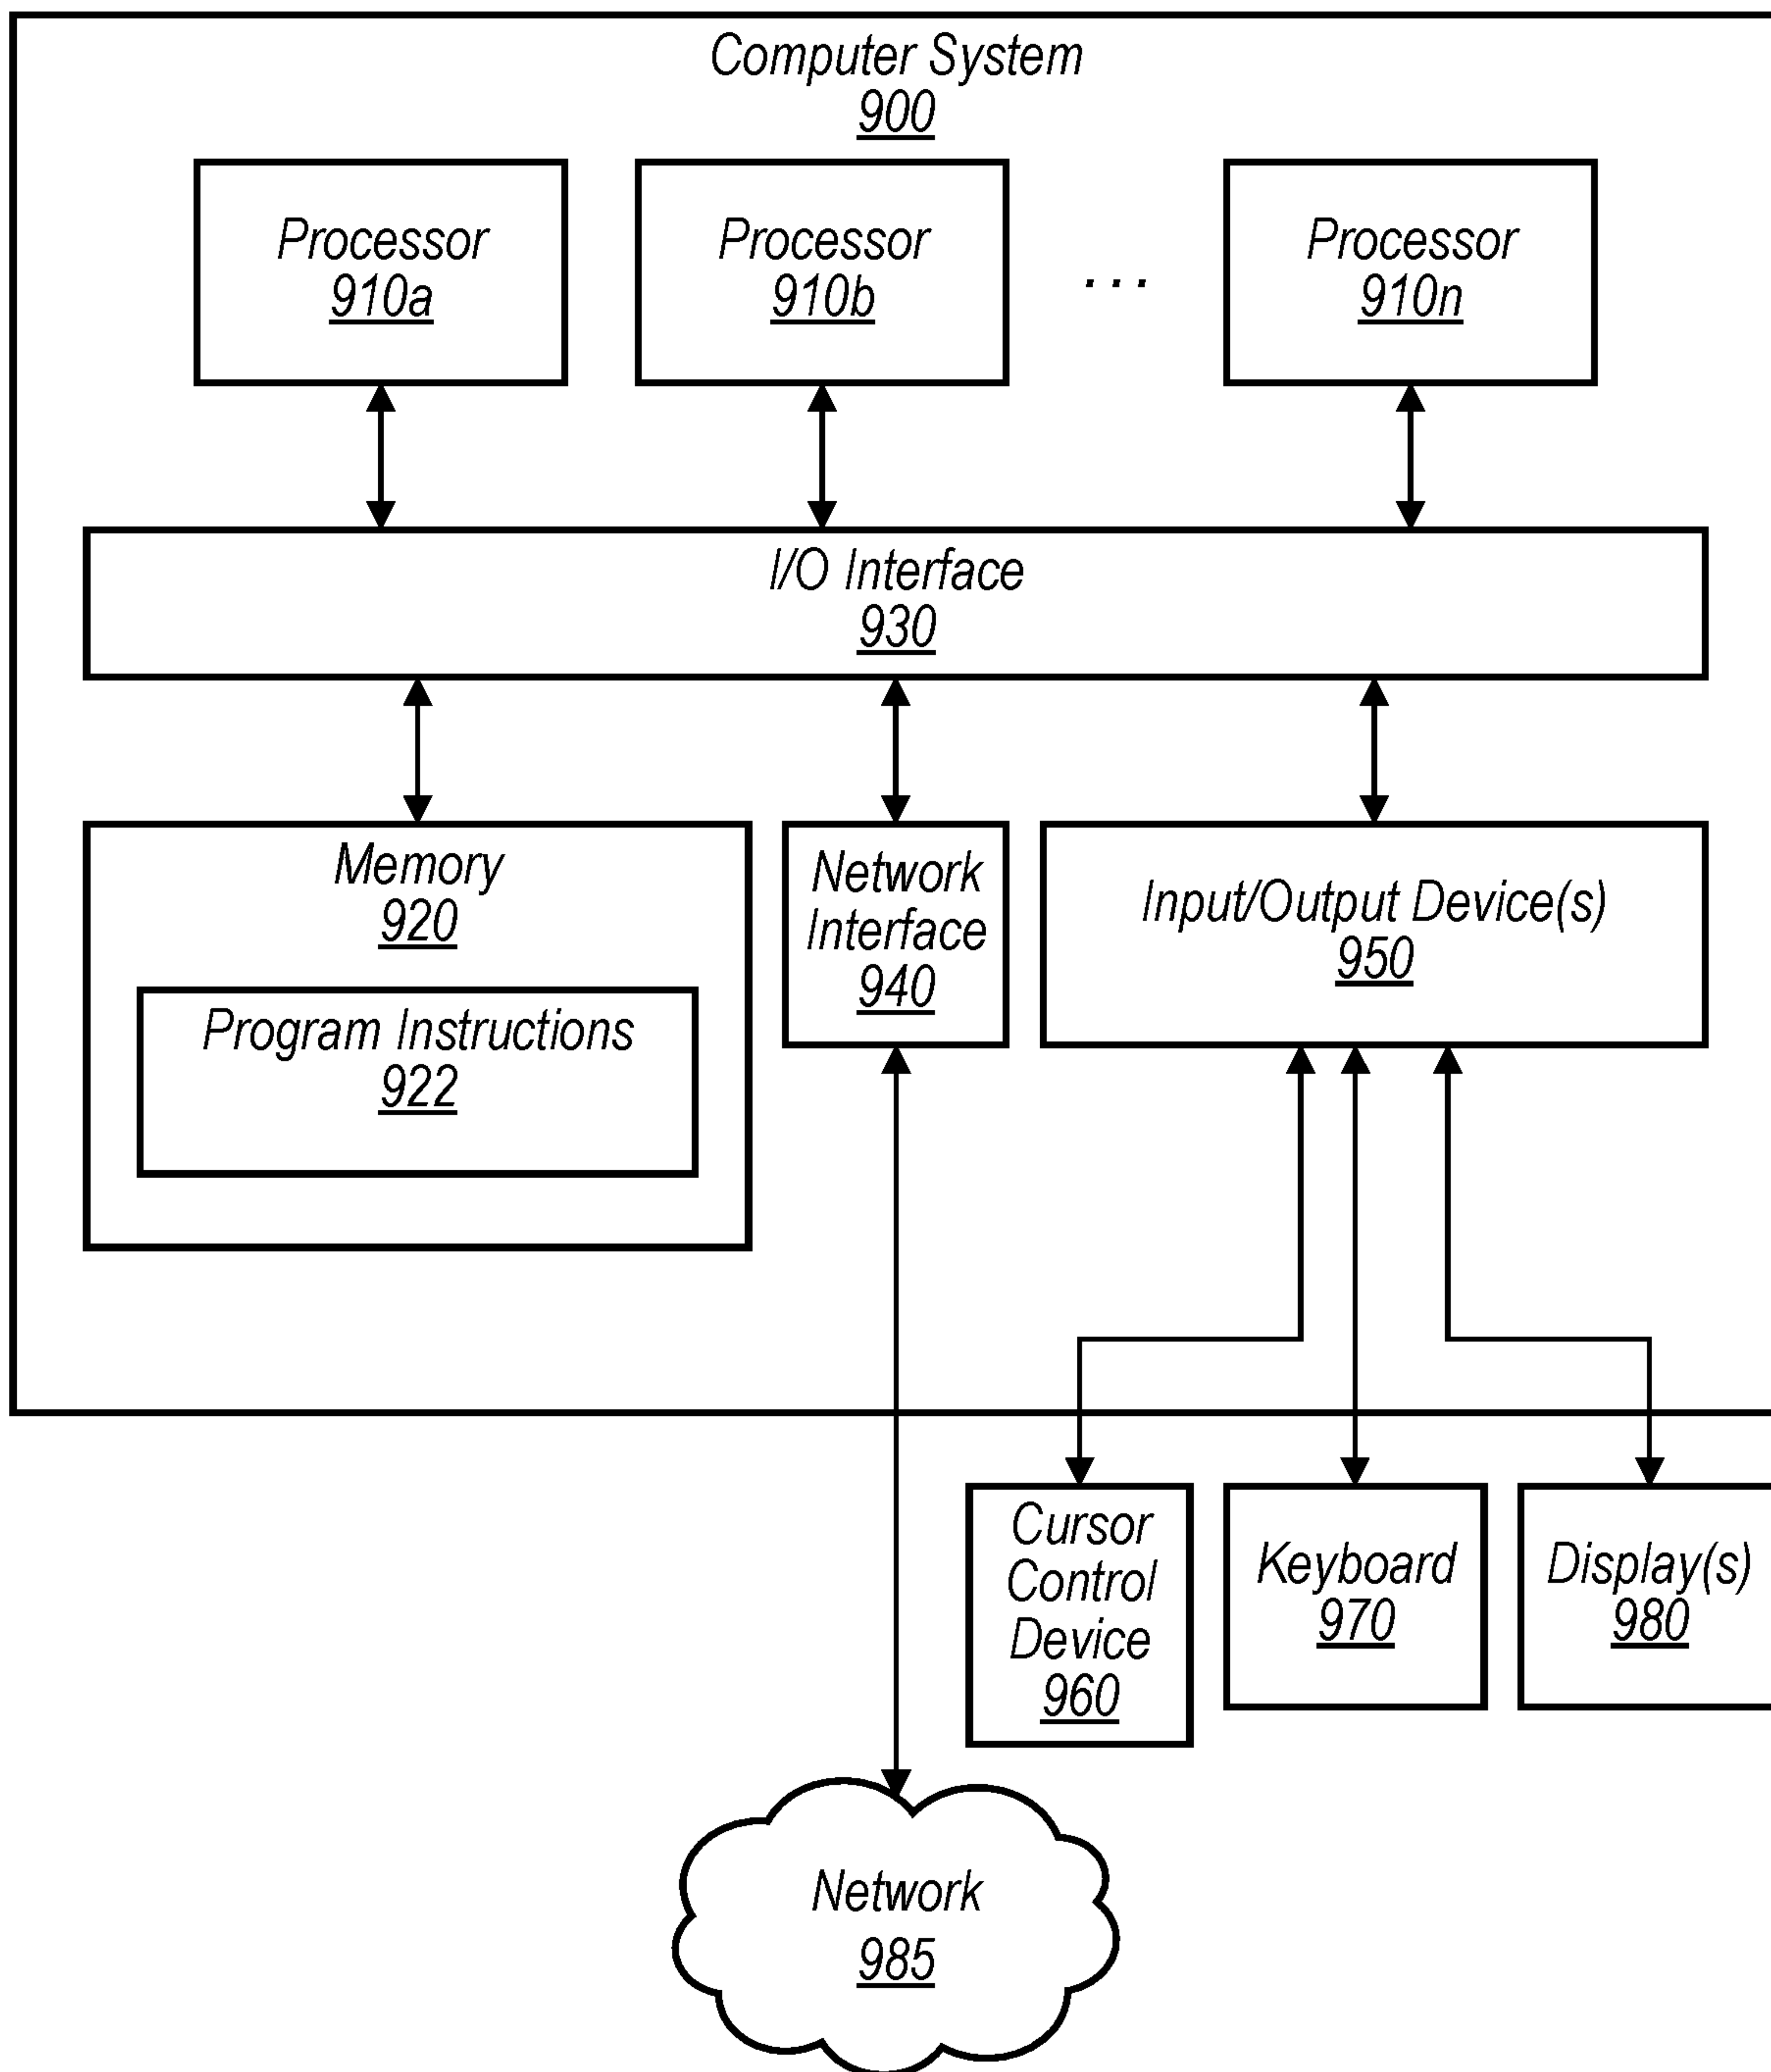 Computer System
900
Processor
910a
Processor
910b
...
Processor
910n
I/O Interface
930
Memory
920
Program Instructions
922
Network
Interface
940
Input/Output Device(s)
950
Cursor
Control
Device
960
Keyboard
970
Display(s)
980
Network
985